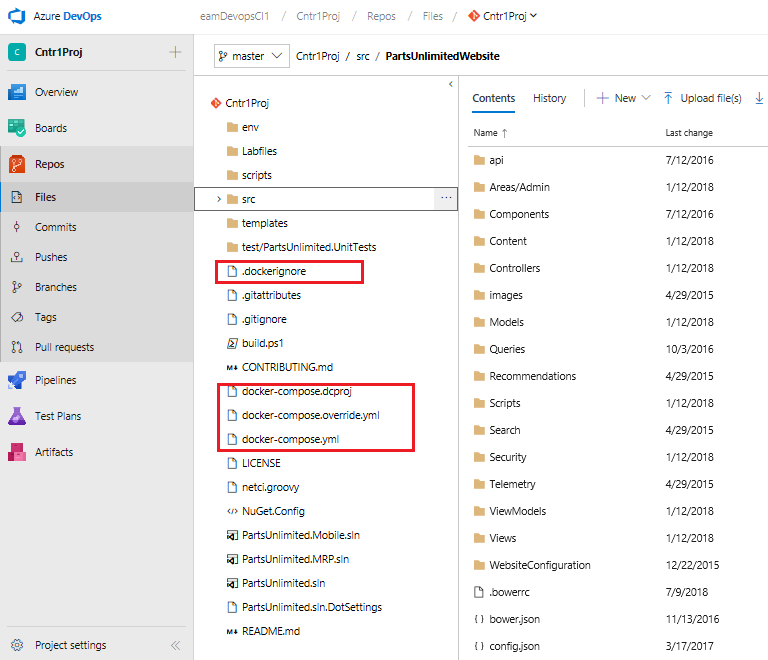 Azure DevOps
eamDevopsCI1 / Cntr1Proj / Repos / Files / Cntr1Proj
C Cntr1Proj
Overview
Boards
Repos
Files
Commits
Pushes
Branches
Tags
Pull requests
Pipelines
Test Plans
Artifacts
Project settings
master Cntr1Proj / src / PartsUnlimitedWebsite
Cntr1Proj
env
Labfiles
scripts
src ...
templates
test/PartsUnlimited.UnitTests
.dockerignore
.gitattributes
.gitignore
build.ps1
M↓ CONTRIBUTING.md
docker-compose.dcproj
docker-compose.override.yml
docker-compose.yml
LICENSE
netci.groovy
NuGet.Config
PartsUnlimited.Mobile.sln
PartsUnlimited.MRP.sln
PartsUnlimited.sln
PartsUnlimited.sln.DotSettings
M↓ README.md
Contents History New Upload file(s)
Name ↑ Last change
api 7/12/2016
Areas/Admin 1/12/2018
Components 7/12/2016
Content 1/12/2018
Controllers 1/12/2018
images 4/29/2015
Models 1/12/2018
Queries 10/3/2016
Recommendations 4/29/2015
Scripts 1/12/2018
Search 4/29/2015
Security 1/12/2018
Telemetry 4/29/2015
ViewModels 1/12/2018
Views 1/12/2018
WebsiteConfiguration 12/22/2015
.bowerrc 7/9/2018
{ } bower.json 11/13/2016
{ } config.json 3/17/2017